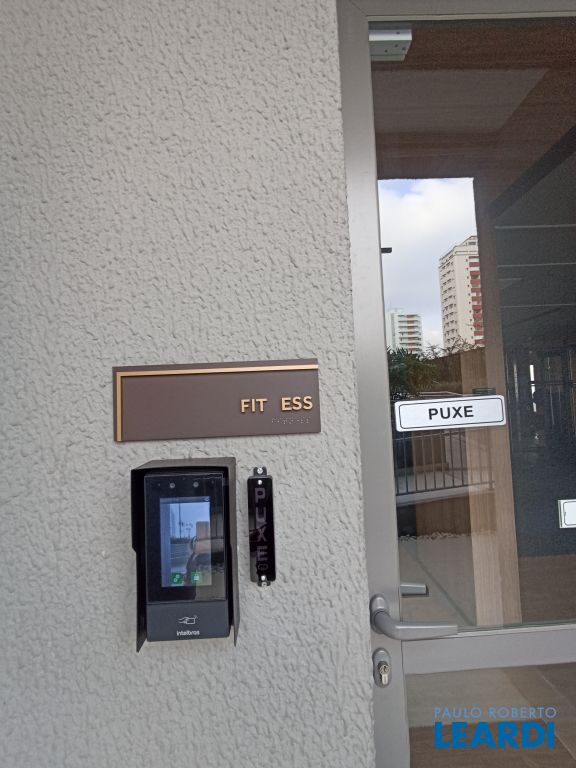 FIT ESS
PUXE
PUXE
intelbras
PAULO ROBERTO
LEARDI